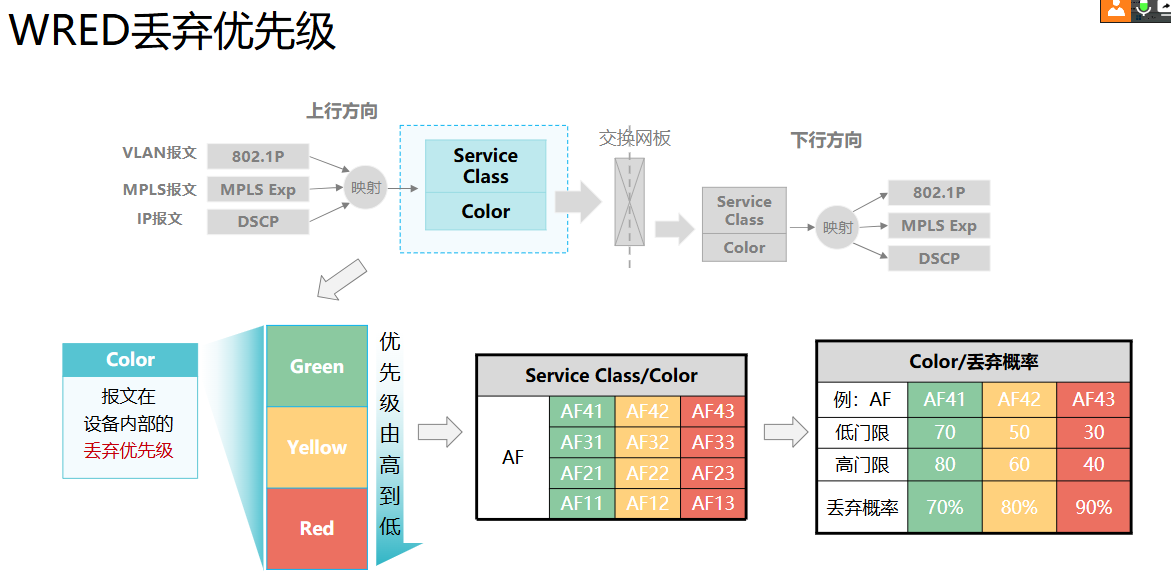 WRED丢弃优先级
上行方向
VLAN报文
802.1P
MPLS报文
MPLS Exp
IP报文
DSCP
映射
Service
Class
Color
交换网板
下行方向
Service
Class
Color
映射
802.1P
MPLS Exp
DSCP
Color
报文在
设备内部的
丢弃优先级
Green
Yellow
Red
优
先
级
由
高
到
低
Service Class/Color
AF
AF41 AF42 AF43
AF31 AF32 AF33
AF21 AF22 AF23
AF11 AF12 AF13
Color/丢弃概率
例：AF AF41 AF42 AF43
低门限 70 50 30
高门限 80 60 40
丢弃概率 70% 80% 90%